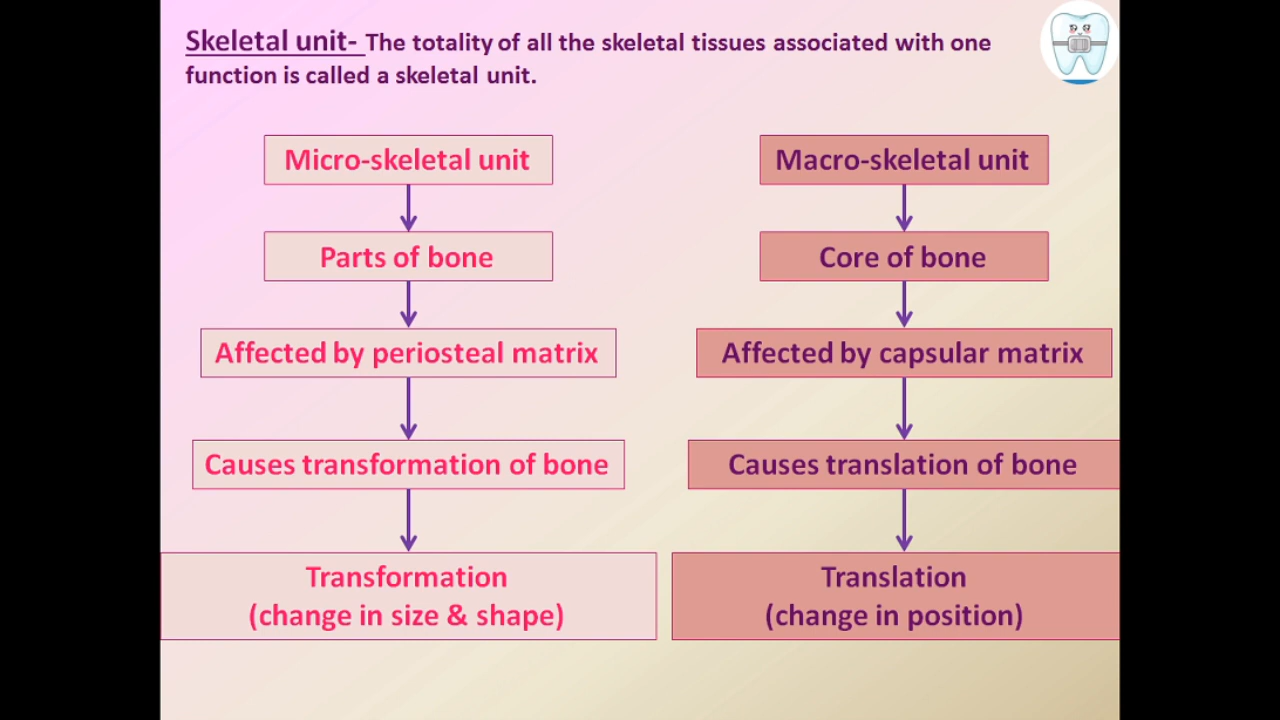 Skeletal unit- The totality of all the skeletal tissues associated with one
function is called a skeletal unit.
Micro-skeletal unit
Parts of bone
Affected by periosteal matrix
Causes transformation of bone
Transformation
(change in size & shape)
Macro-skeletal unit
Core of bone
Affected by capsular matrix
Causes translation of bone
Translation
(change in position)